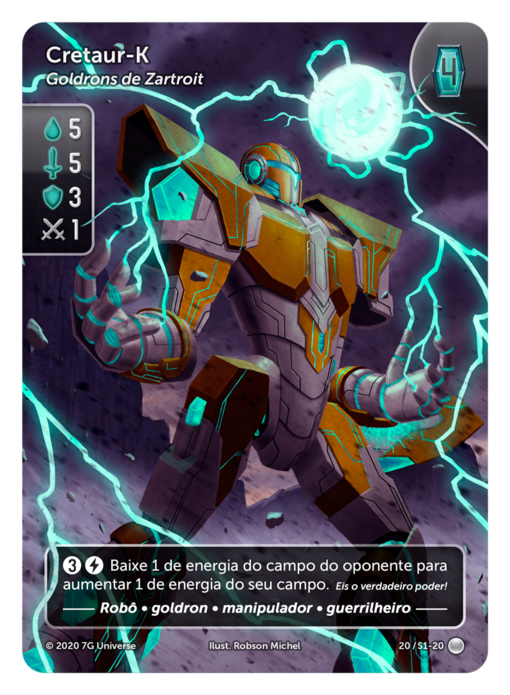 Cretaur-K
Goldrons de Zartroit
4
5
5
3
1
3 Baixe 1 de energia do campo do oponente para
aumentar 1 de energia do seu campo. Eis o verdadeiro poder!
Robô • goldron • manipulador • guerrilheiro
© 2020 7G Universe Ilust. Robson Michel 20 / S1-20